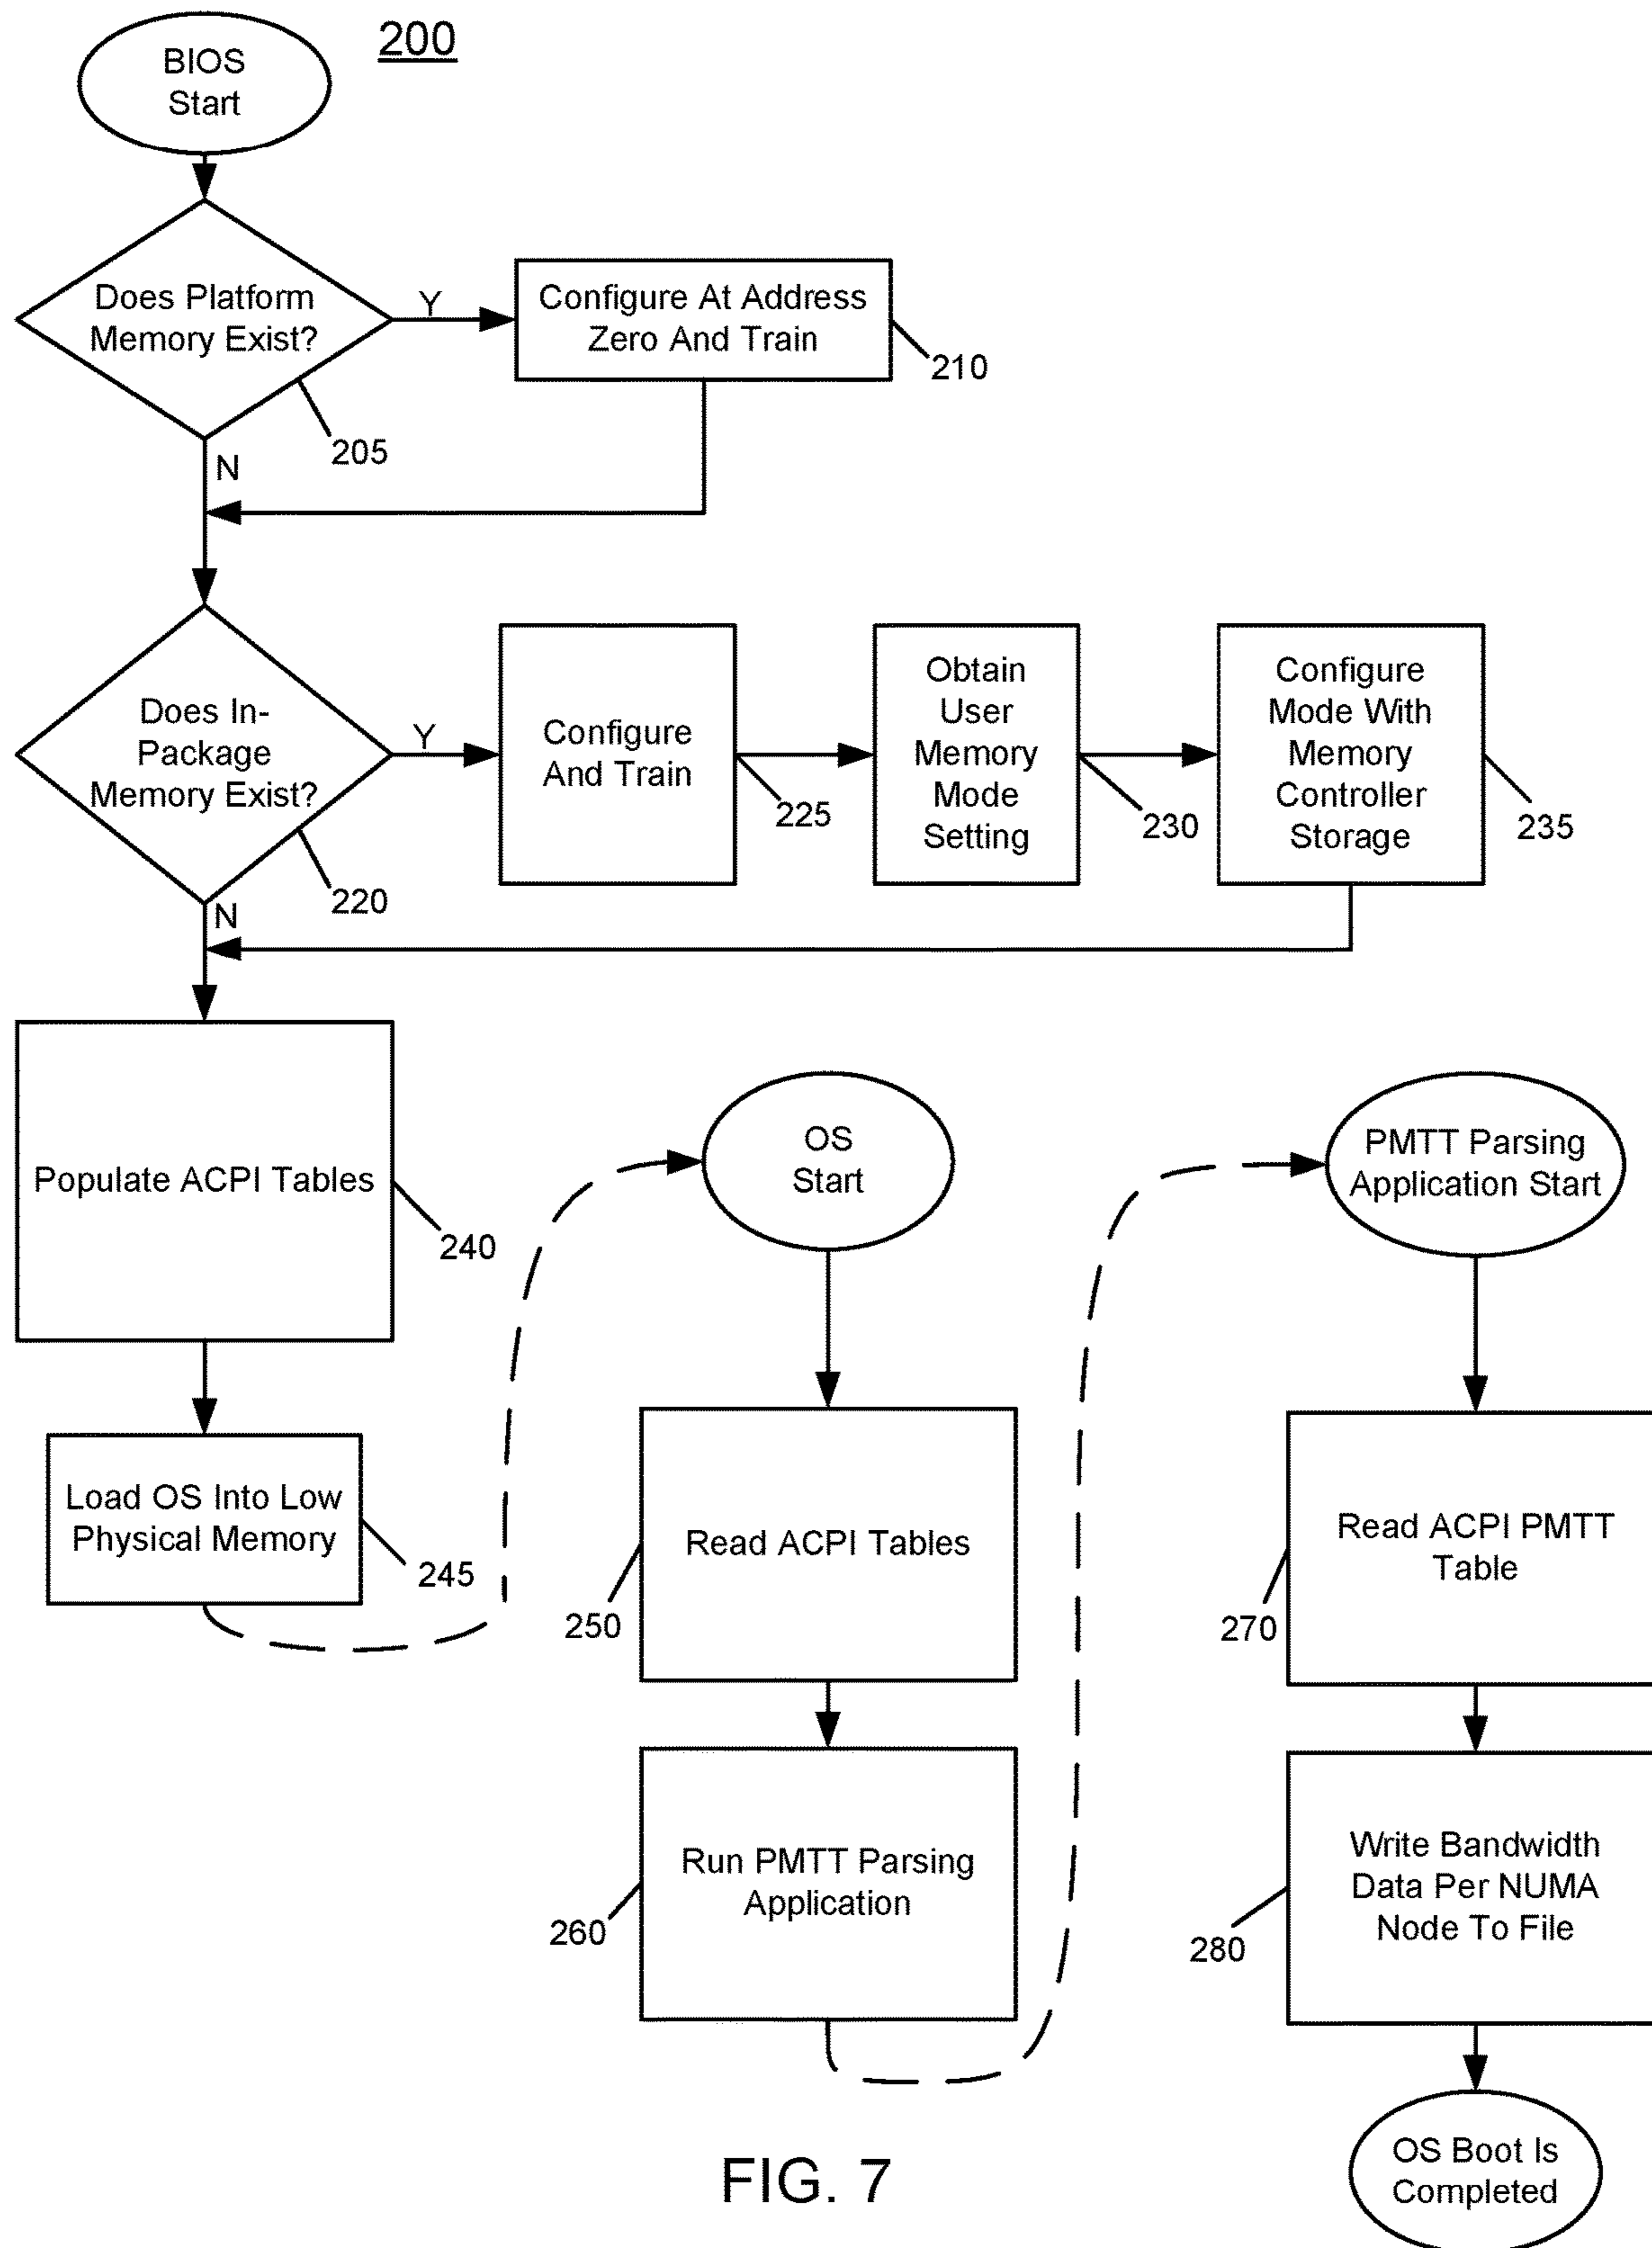 200
BIOS
Start
Does Platform
Memory Exist?
Y
Configure At Address
Zero And Train
210
205
N
Does In-
Package
Memory Exist?
Y
Configure
And Train
225
Obtain
User
Memory
Mode
Setting
230
Configure
Mode With
Memory
Controller
Storage
235
220
N
Populate ACPI Tables
240
Load OS Into Low
Physical Memory
245
OS
Start
Read ACPI Tables
250
Run PMTT Parsing
Application
260
PMTT Parsing
Application Start
Read ACPI PMTT
Table
270
Write Bandwidth
Data Per NUMA
Node To File
280
OS Boot Is
Completed
FIG. 7